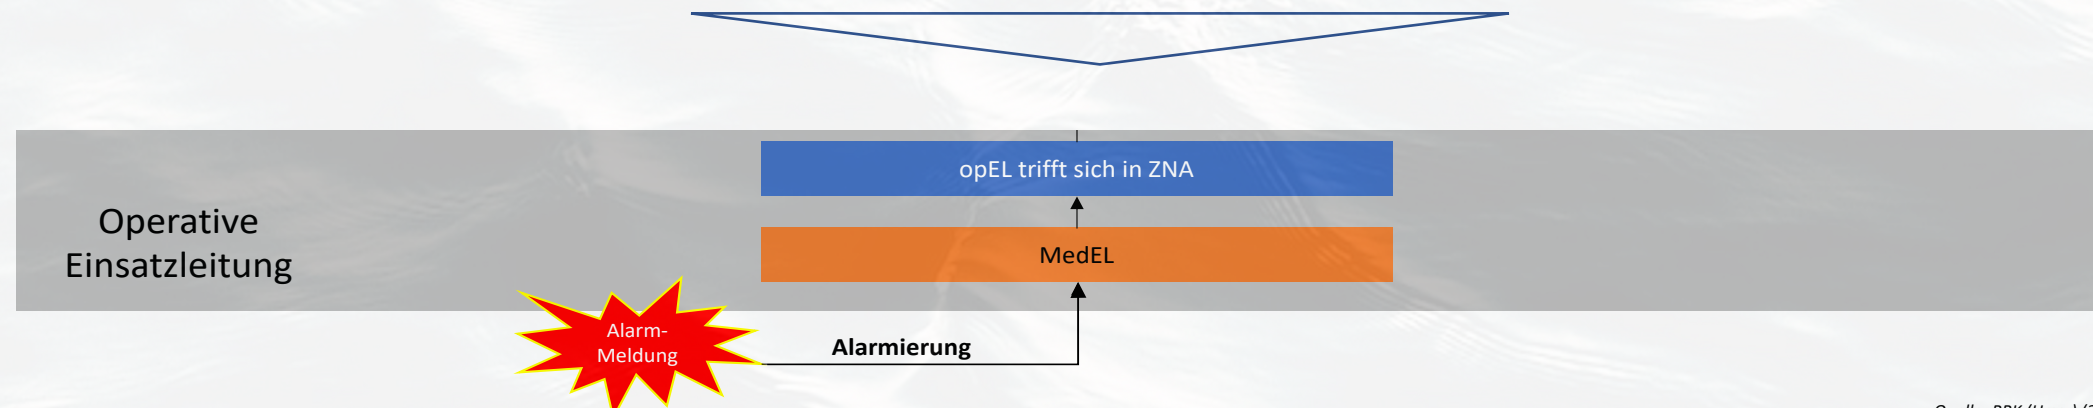 opEL trifft sich in ZNA
Operative
Einsatzleitung
MedEL
Alarm-
Meldung
Alarmierung